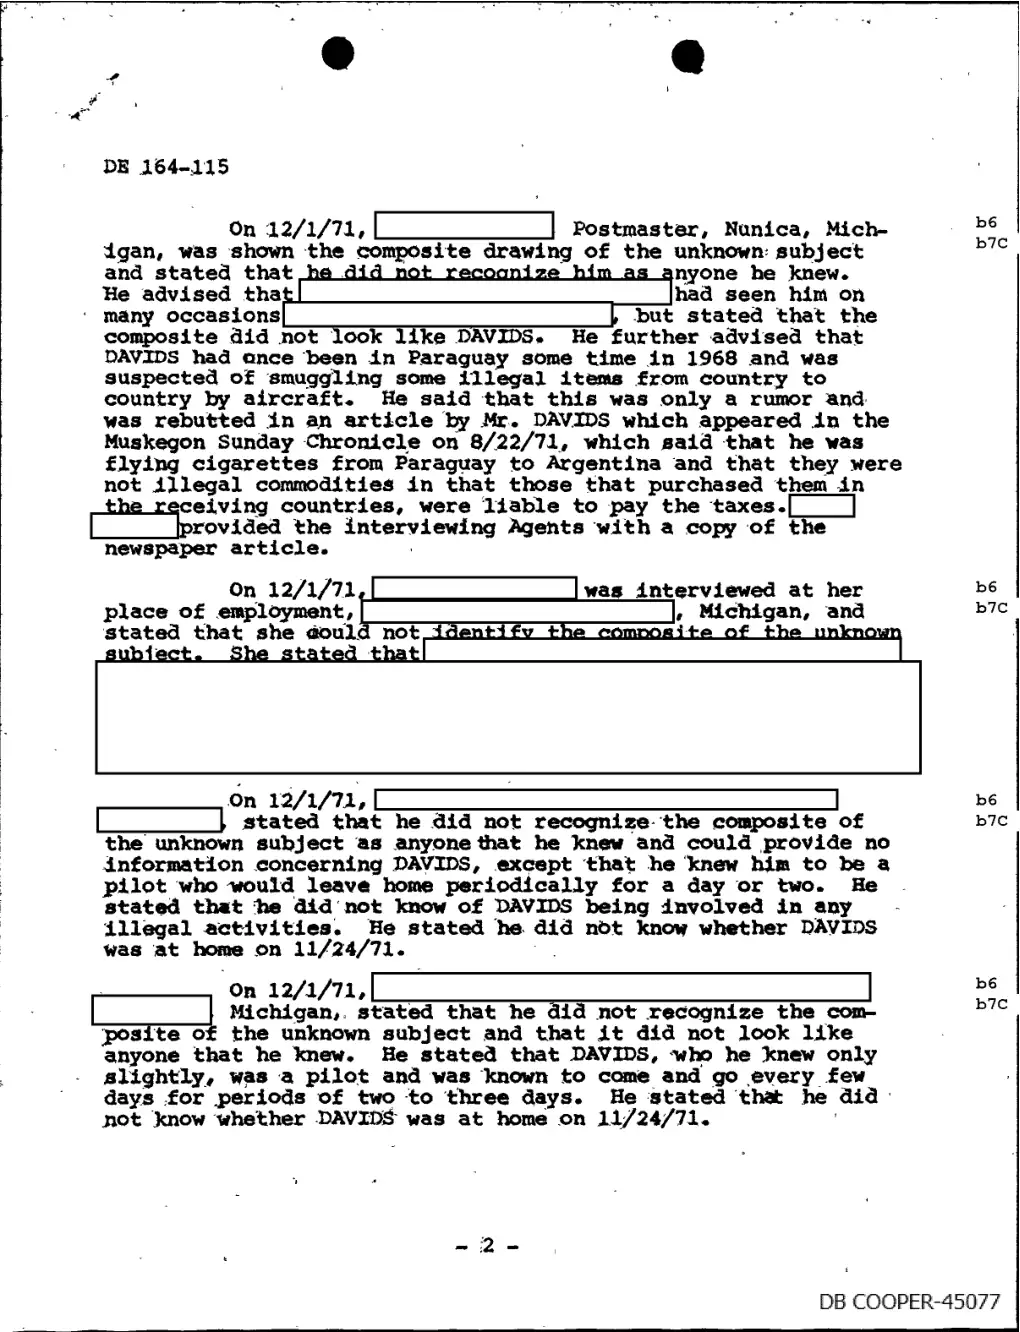 DE 164-115
On 12/1/71, Postmaster, Nunica, Mich- b6
igan, was shown the composite drawing of the unknown subject b7C
and stated that he did not recognize him as anyone he knew.
He advised that had seen him on
many occasions , but stated that the
composite did not look like DAVIDS. He further advised that
DAVIDS had once been in Paraguay some time in 1968 and was
suspected of smuggling some illegal items from country to
country by aircraft. He said that this was only a rumor and
was rebutted in an article by Mr. DAVIDS which appeared in the
Muskegon Sunday Chronicle on 8/22/71, which said that he was
flying cigarettes from Paraguay to Argentina and that they were
not illegal commodities in that those that purchased them in
the receiving countries, were liable to pay the taxes.
provided the interviewing Agents with a copy of the
newspaper article.
On 12/1/71, was interviewed at her b6
place of employment, , Michigan, and b7C
stated that she could not identify the composite of the unknown
subject. She stated that
On 12/1/71, b6
, stated that he did not recognize the composite of b7C
the unknown subject as anyone that he knew and could provide no
information concerning DAVIDS, except that he knew him to be a
pilot who would leave home periodically for a day or two. He
stated that he did not know of DAVIDS being involved in any
illegal activities. He stated he did not know whether DAVIDS
was at home on 11/24/71.
On 12/1/71, b6
Michigan, stated that he did not recognize the com- b7C
posite of the unknown subject and that it did not look like
anyone that he knew. He stated that DAVIDS, who he knew only
slightly, was a pilot and was known to come and go every few
days for periods of two to three days. He stated that he did
not know whether DAVIDS was at home on 11/24/71.
- 2 -
DB COOPER-45077